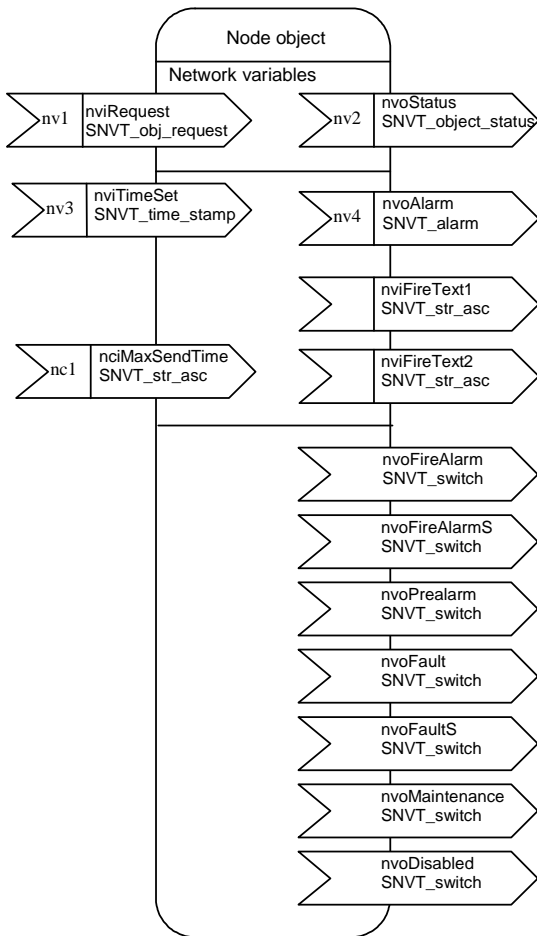 Node object
Network variables
nv1
nviRequest
SNVT_obj_request
nv2
nvoStatus
SNVT_object_status
nv3
nviTimeSet
SNVT_time_stamp
nv4
nvoAlarm
SNVT_alarm
nviFireText1
SNVT_str_asc
nc1
nciMaxSendTime
SNVT_str_asc
nviFireText2
SNVT_str_asc
nvoFireAlarm
SNVT_switch
nvoFireAlarmS
SNVT_switch
nvoPrealarm
SNVT_switch
nvoFault
SNVT_switch
nvoFaultS
SNVT_switch
nvoMaintenance
SNVT_switch
nvoDisabled
SNVT_switch